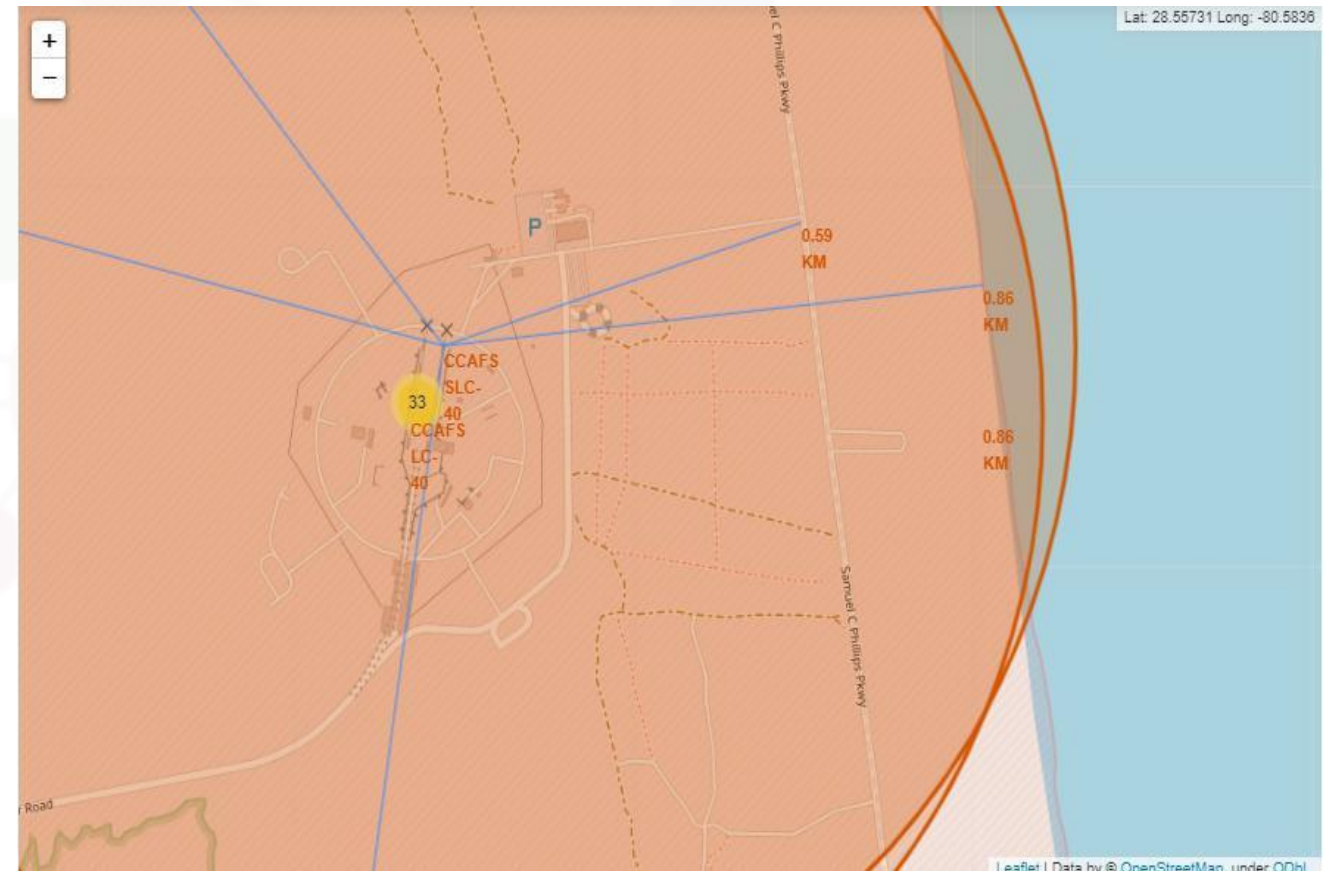 +
−
Lat: 28.55731 Long: -80.5836
el C Phillips Pkwy
P
0.59
KM
0.86
KM
CCAFS
SLC-
40
33
CCAFS
LC-
40
0.86
KM
Samuel C Phillips Pkwy
r Road
Leaflet | Data by © OpenStreetMap, under ODbL.